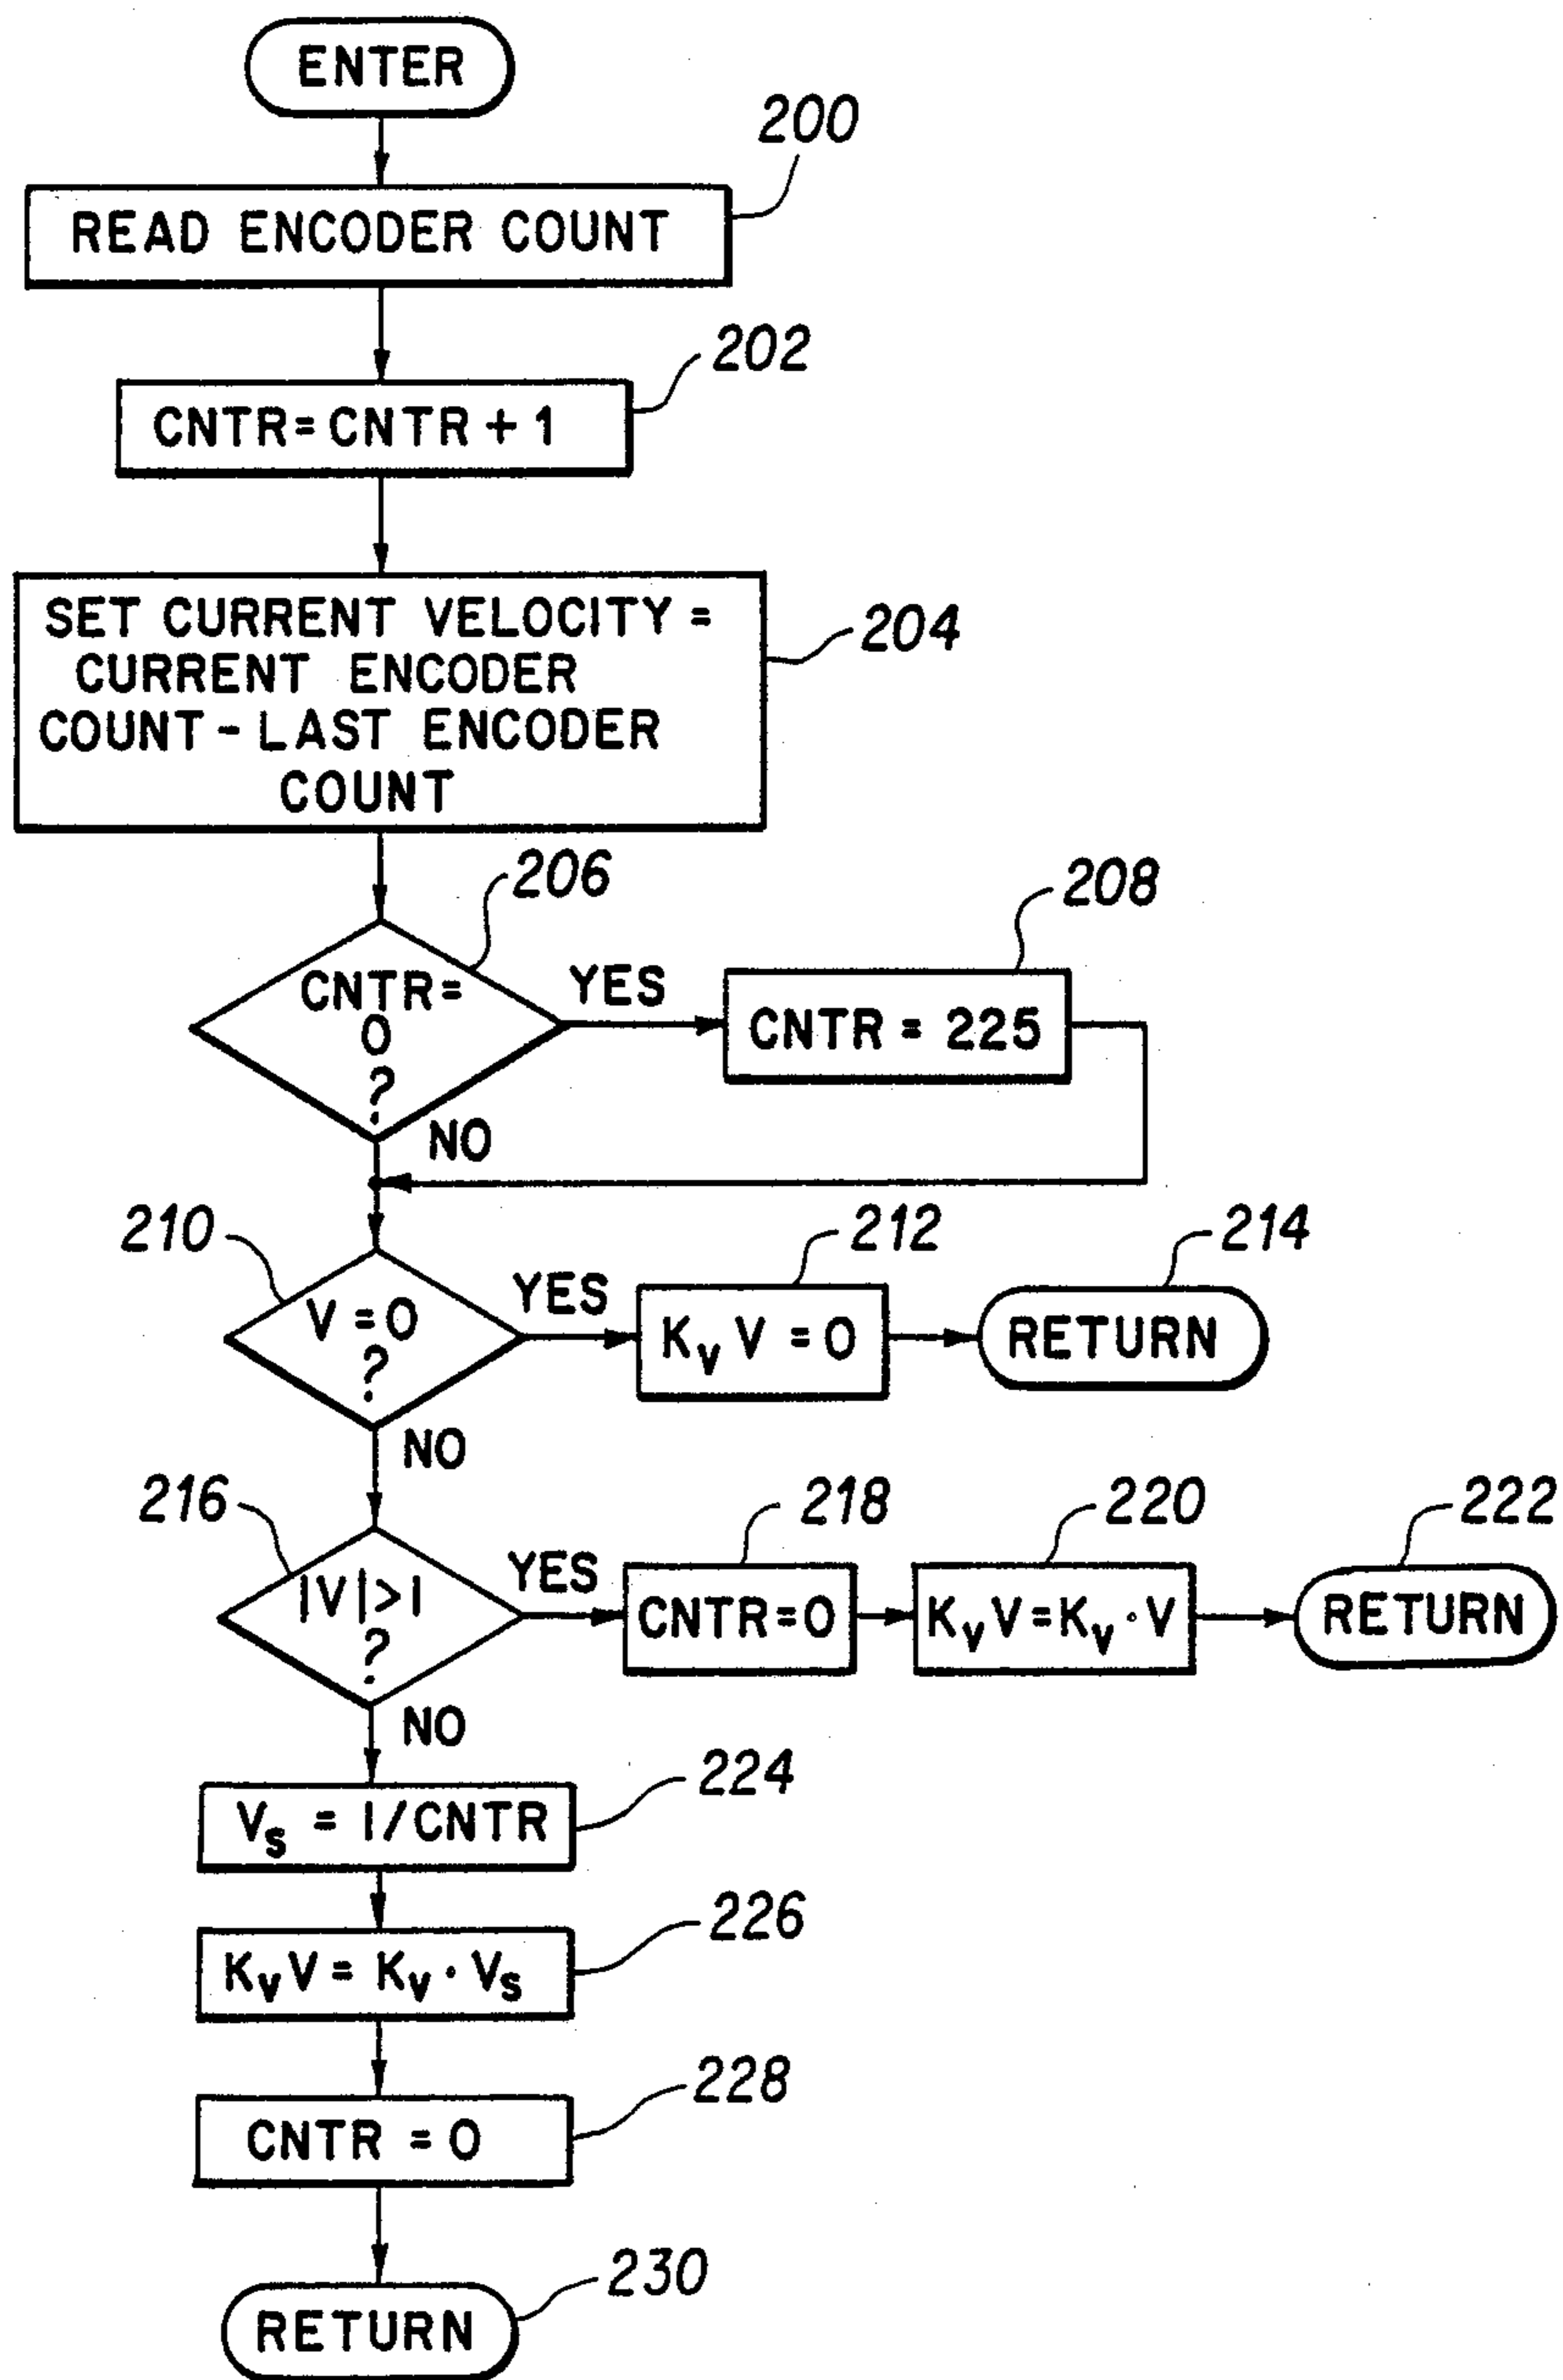 ENTER
200
READ ENCODER COUNT
202
CNTR = CNTR + 1
204
SET CURRENT VELOCITY =
CURRENT ENCODER
COUNT - LAST ENCODER
COUNT
206
208
CNTR =
0
?
YES
CNTR = 225
NO
210
212
214
V = 0
?
YES
KV V = 0
RETURN
NO
216
218
220
222
|V| > 1
?
YES
CNTR = 0
KV V = KV · V
RETURN
NO
224
VS = 1/CNTR
226
KV V = KV · VS
228
CNTR = 0
230
RETURN